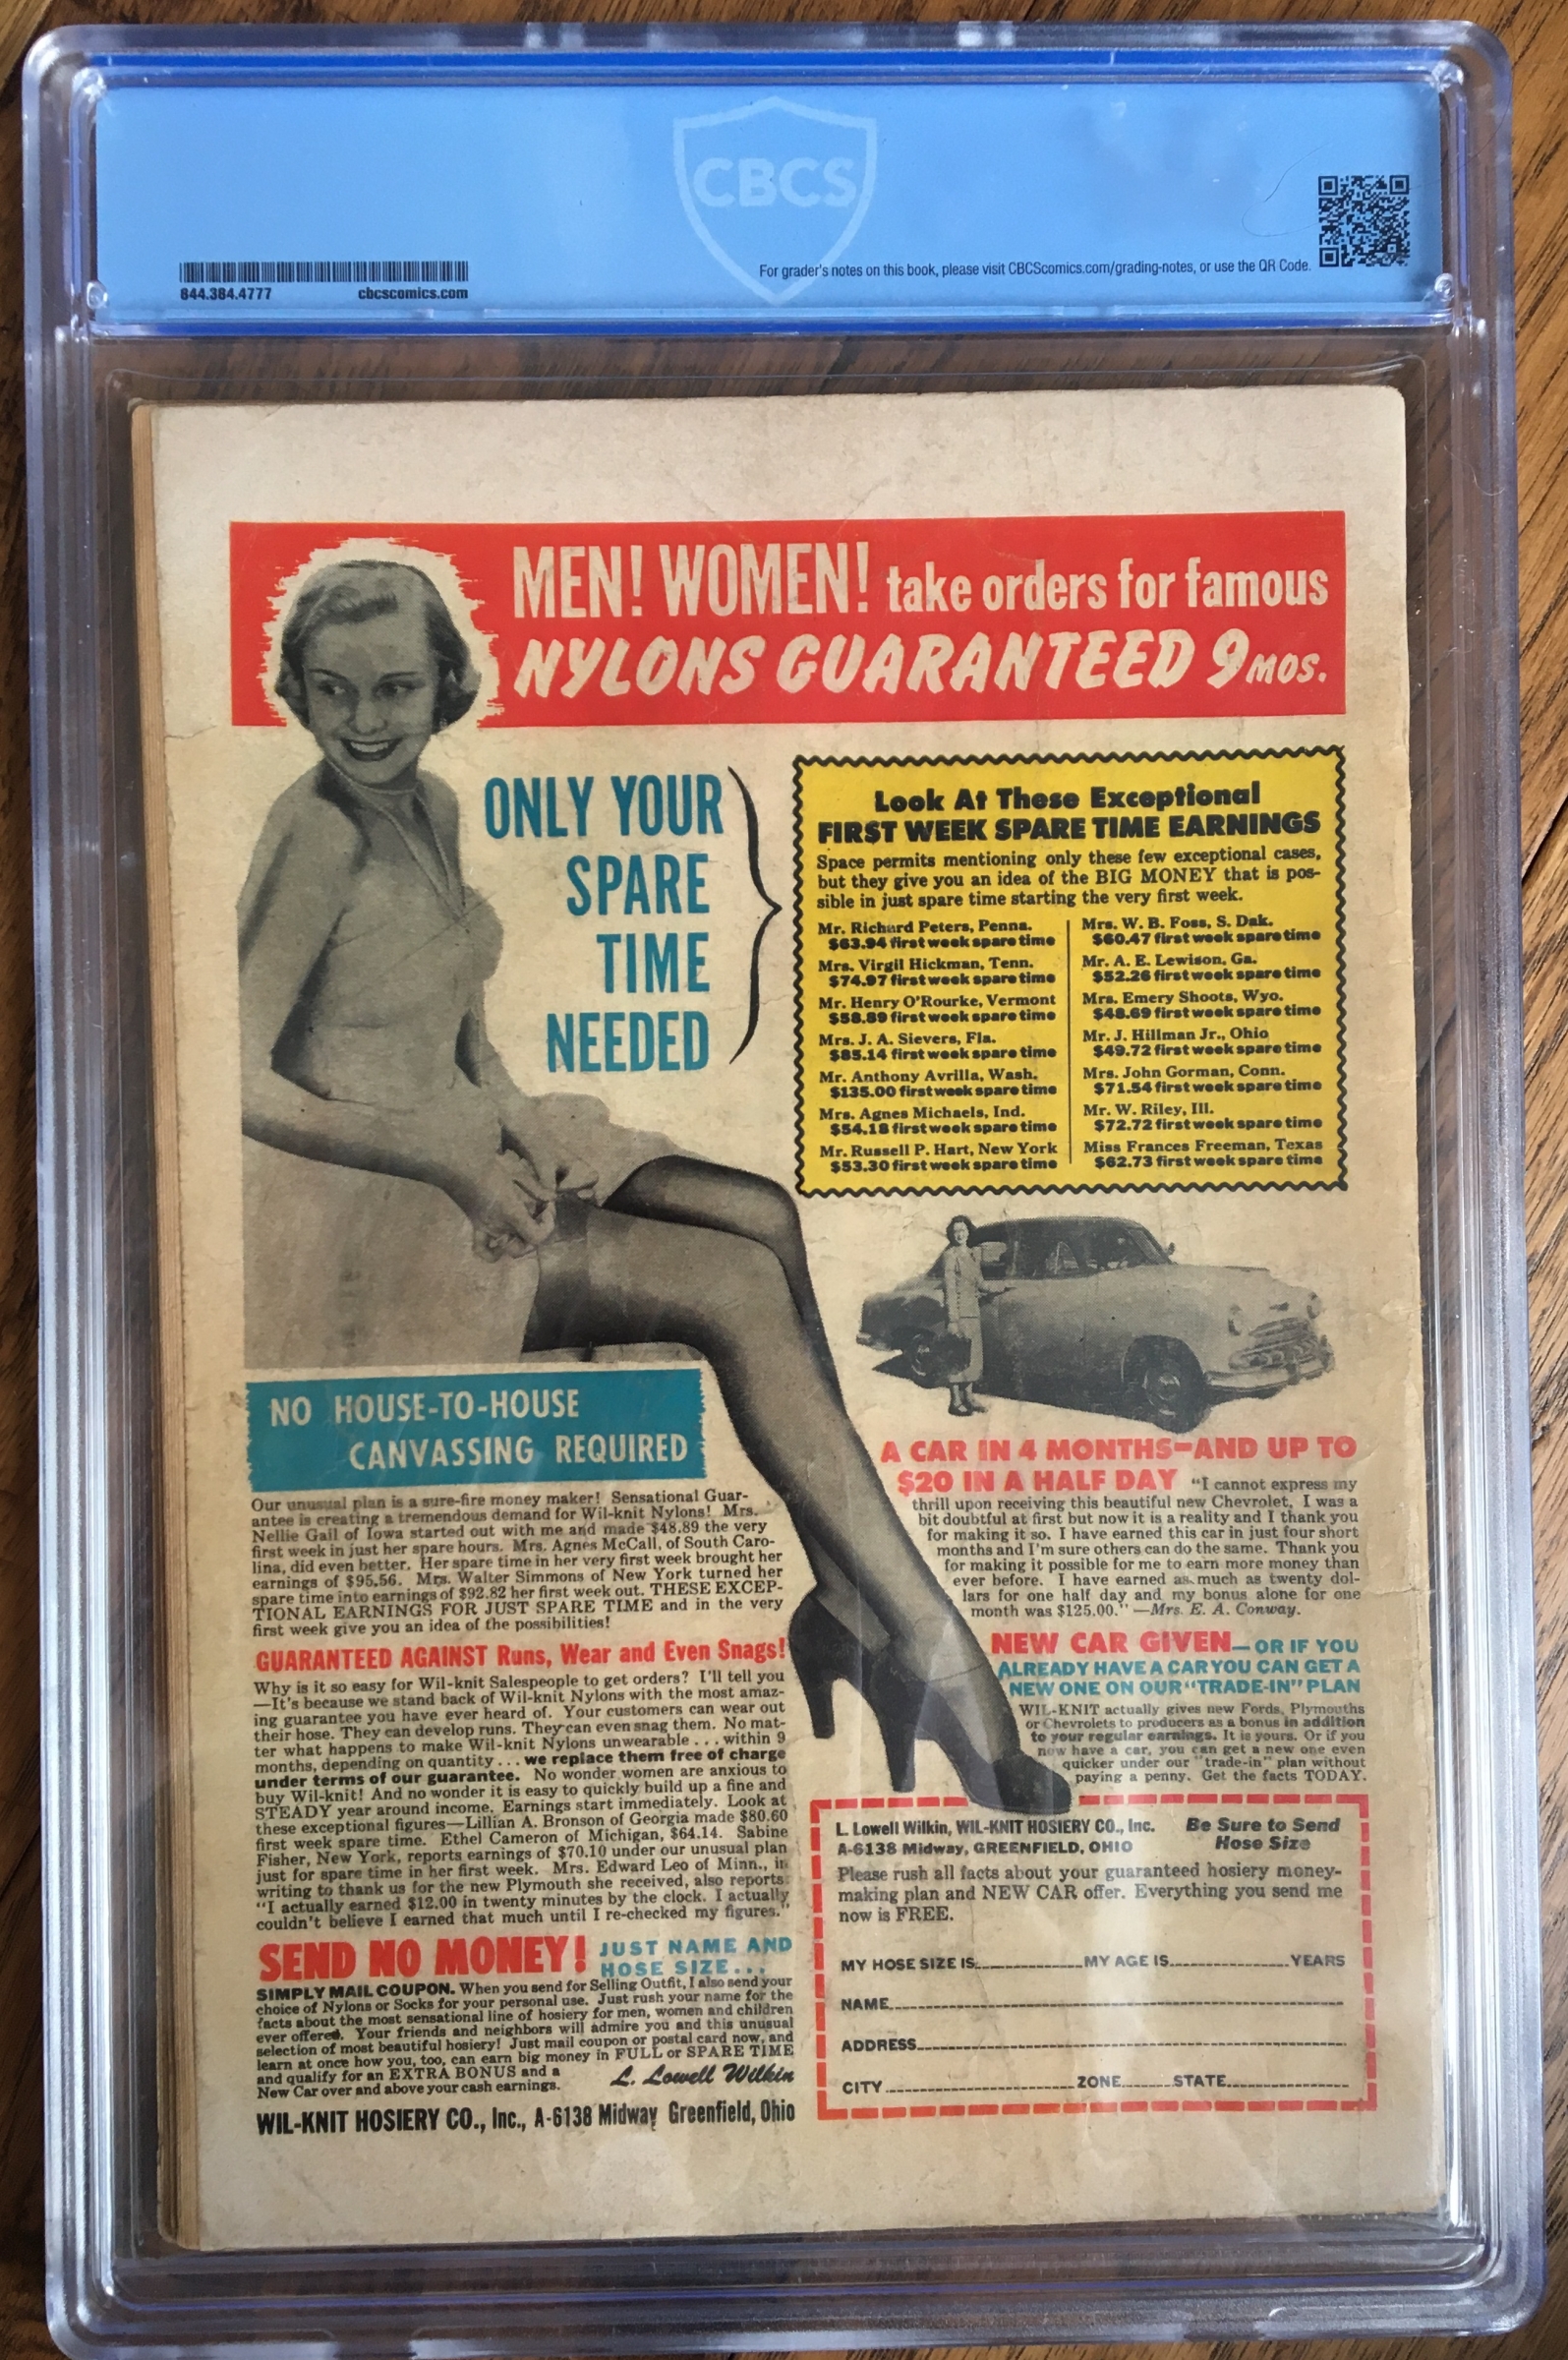 CBCS
844.384.4777 cbcscomics.com
For grader's notes on this book, please visit CBCScomics.com/grading-notes, or use the QR Code.
MEN! WOMEN! take orders for famous
NYLONS GUARANTEED 9 MOS.
ONLY YOUR
SPARE
TIME
NEEDED
Look At These Exceptional
FIRST WEEK SPARE TIME EARNINGS
Space permits mentioning only these few exceptional cases,
but they give you an idea of the BIG MONEY that is pos-
sible in just spare time starting the very first week.
Mr. Richard Peters, Penna.
$63.94 first week spare time
Mrs. Virgil Hickman, Tenn.
$74.97 first week spare time
Mr. Henry O'Rourke, Vermont
$58.89 first week spare time
Mrs. J. A. Sievers, Fla.
$85.14 first week spare time
Mr. Anthony Avrilla, Wash.
$135.00 first week spare time
Mrs. Agnes Michaels, Ind.
$54.18 first week spare time
Mr. Russell P. Hart, New York
$53.30 first week spare time
Mrs. W. B. Foss, S. Dak.
$60.47 first week spare time
Mr. A. E. Lewison, Ga.
$52.26 first week spare time
Mrs. Emery Shoots, Wyo.
$48.69 first week spare time
Mr. J. Hillman Jr., Ohio
$49.72 first week spare time
Mrs. John Gorman, Conn.
$71.54 first week spare time
Mr. W. Riley, Ill.
$72.72 first week spare time
Miss Frances Freeman, Texas
$62.73 first week spare time
NO HOUSE-TO-HOUSE
CANVASSING REQUIRED
Our unusual plan is a sure-fire money maker! Sensational Guar-
antee is creating a tremendous demand for Wil-knit Nylons! Mrs.
Nellie Gail of Iowa started out with me and made $48.89 the very
first week in just her spare hours. Mrs. Agnes McCall, of South Caro-
lina, did even better. Her spare time in her very first week brought her
earnings of $95.56. Mrs. Walter Simmons of New York turned her
spare time into earnings of $92.82 her first week out. THESE EXCEP-
TIONAL EARNINGS FOR JUST SPARE TIME and in the very
first week give you an idea of the possibilities!
GUARANTEED AGAINST Runs, Wear and Even Snags!
Why is it so easy for Wil-knit Salespeople to get orders? I'll tell you
—It's because we stand back of Wil-knit Nylons with the most amaz-
ing guarantee you have ever heard of. Your customers can wear out
their hose. They can develop runs. They can even snag them. No mat-
ter what happens to make Wil-knit Nylons unwearable . . . within 9
months, depending on quantity . . . we replace them free of charge
under terms of our guarantee. No wonder women are anxious to
buy Wil-knit! And no wonder it is easy to quickly build up a fine and
STEADY year around income. Earnings start immediately. Look at
these exceptional figures—Lillian A. Bronson of Georgia made $80.60
first week spare time. Ethel Cameron of Michigan, $64.14. Sabine
Fisher, New York, reports earnings of $70.10 under our unusual plan
just for spare time in her first week. Mrs. Edward Leo of Minn., in
writing to thank us for the new Plymouth she received, also reports:
"I actually earned $12.00 in twenty minutes by the clock. I actually
couldn't believe I earned that much until I re-checked my figures."
SEND NO MONEY! JUST NAME AND
HOSE SIZE...
SIMPLY MAIL COUPON. When you send for Selling Outfit, I also send your
choice of Nylons or Socks for your personal use. Just rush your name for the
facts about the most sensational line of hosiery for men, women and children
ever offered. Your friends and neighbors will admire you and this unusual
selection of most beautiful hosiery! Just mail coupon or postal card now, and
learn at once how you, too, can earn big money in FULL or SPARE TIME
and qualify for an EXTRA BONUS and a
New Car over and above your cash earnings.
L. Lowell Wilkin
WIL-KNIT HOSIERY CO., Inc., A-6138 Midway Greenfield, Ohio
A CAR IN 4 MONTHS—AND UP TO
$20 IN A HALF DAY "I cannot express my
thrill upon receiving this beautiful new Chevrolet. I was a
bit doubtful at first but now it is a reality and I thank you
for making it so. I have earned this car in just four short
months and I'm sure others can do the same. Thank you
for making it possible for me to earn more money than
ever before. I have earned as much as twenty dol-
lars for one half day and my bonus alone for one
month was $125.00." —Mrs. E. A. Conway.
NEW CAR GIVEN—OR IF YOU
ALREADY HAVE A CAR YOU CAN GET A
NEW ONE ON OUR "TRADE-IN" PLAN
WIL-KNIT actually gives new Fords, Plymouths
or Chevrolets to producers as a bonus in addition
to your regular earnings. It is yours. Or if you
now have a car, you can get a new one even
quicker under our "trade-in" plan without
paying a penny. Get the facts TODAY.
L. Lowell Wilkin, WIL-KNIT HOSIERY CO., Inc.
A-6138 Midway, GREENFIELD, OHIO
Be Sure to Send
Hose Size
Please rush all facts about your guaranteed hosiery money-
making plan and NEW CAR offer. Everything you send me
now is FREE.
MY HOSE SIZE IS MY AGE IS YEARS
NAME
ADDRESS
CITY ZONE STATE